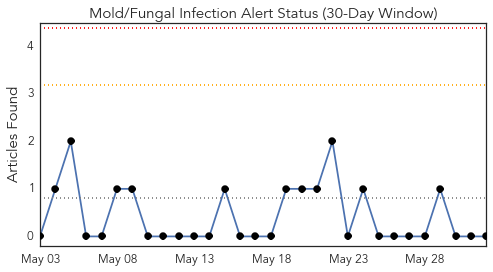 Mold/Fungal Infection Alert Status (30-Day Window)
Articles Found
4
3
2
1
0
May 03 May 08 May 13 May 18 May 23 May 28